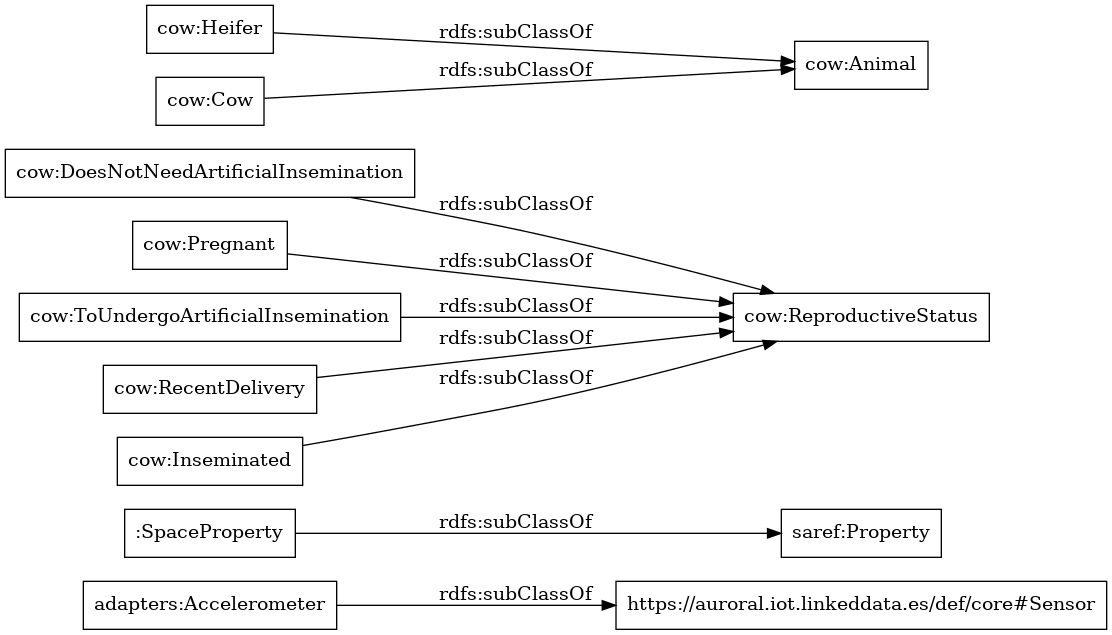 cow:Heifer
rdfs:subClassOf
cow:Animal
cow:Cow
rdfs:subClassOf
cow:DoesNotNeedArtificialInsemination
rdfs:subClassOf
cow:Pregnant
rdfs:subClassOf
cow:ToUndergoArtificialInsemination
rdfs:subClassOf
cow:ReproductiveStatus
cow:RecentDelivery
rdfs:subClassOf
cow:Inseminated
rdfs:subClassOf
:SpaceProperty
rdfs:subClassOf
saref:Property
adapters:Accelerometer
rdfs:subClassOf
https://auroral.iot.linkeddata.es/def/core#Sensor